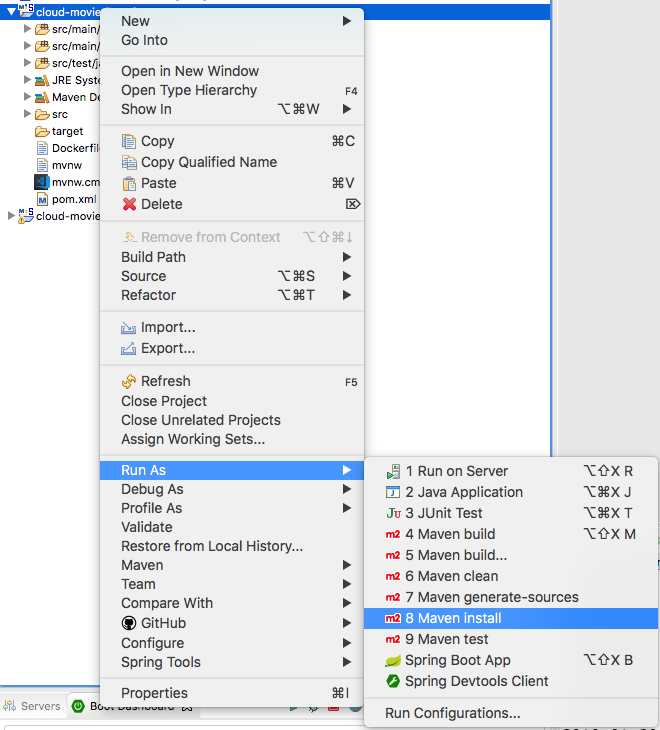 cloud-movie
src/main/
src/main/
src/test/ja
JRE Syste
Maven De
src
target
Dockerfile
mvnw
mvnw.cm
pom.xml
cloud-movie
New
Go Into
Open in New Window
Open Type Hierarchy F4
Show In ⌥⌘W
Copy ⌘C
Copy Qualified Name
Paste ⌘V
Delete ⌦
Remove from Context ⌥⇧⌘↓
Build Path
Source ⌥⌘S
Refactor ⌥⌘T
Import...
Export...
Refresh F5
Close Project
Close Unrelated Projects
Assign Working Sets...
Run As
Debug As
Profile As
Validate
Restore from Local History...
Maven
Team
Compare With
GitHub
Configure
Spring Tools
Properties ⌘I
1 Run on Server ⌥⇧X R
2 Java Application ⌥⌘X J
3 JUnit Test ⌥⌘X T
4 Maven build ⌥⇧X M
5 Maven build...
6 Maven clean
7 Maven generate-sources
8 Maven install
9 Maven test
Spring Boot App ⌥⇧X B
Spring Devtools Client
Run Configurations...
Servers
Boot Dashboard